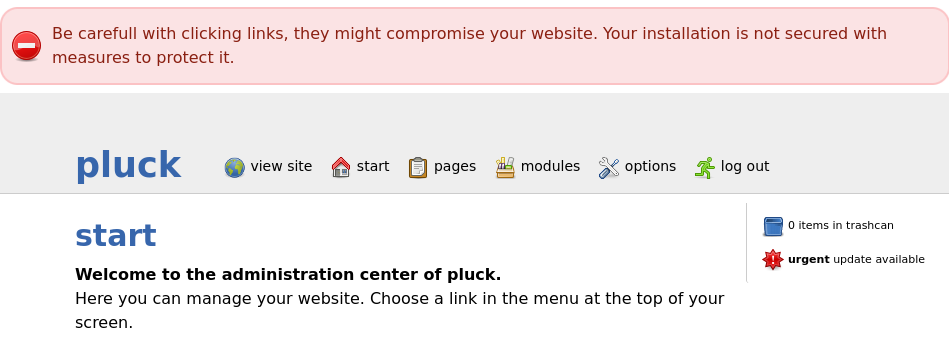 Be carefull with clicking links, they might compromise your website. Your installation is not secured with
measures to protect it.
pluck
view site
start
pages
modules
options
log out
start
Welcome to the administration center of pluck.
Here you can manage your website. Choose a link in the menu at the top of your
screen.
0 items in trashcan
urgent update available